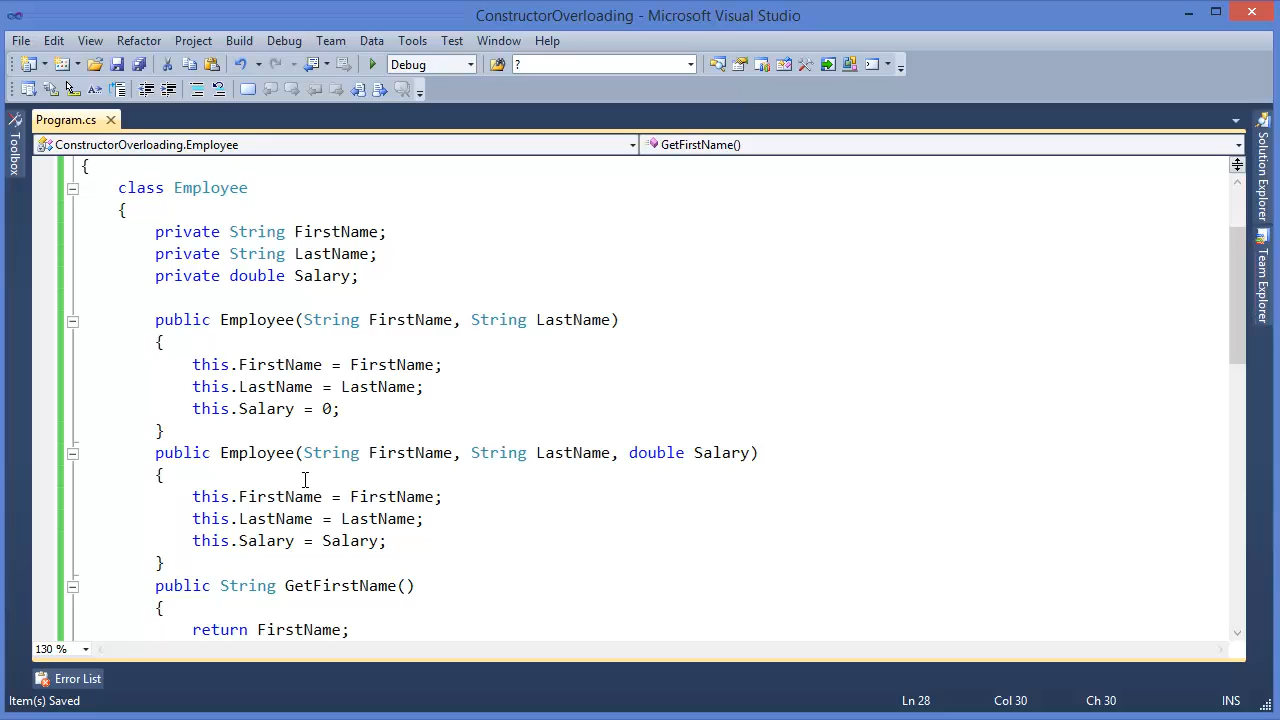 ConstructorOverloading - Microsoft Visual Studio
File Edit View Refactor Project Build Debug Team Data Tools Test Window Help
Debug ?
Program.cs
ConstructorOverloading.Employee GetFirstName()
Toolbox
Solution Explorer
Team Explorer
{
class Employee
{
private String FirstName;
private String LastName;
private double Salary;
public Employee(String FirstName, String LastName)
{
this.FirstName = FirstName;
this.LastName = LastName;
this.Salary = 0;
}
public Employee(String FirstName, String LastName, double Salary)
{
this.FirstName = FirstName;
this.LastName = LastName;
this.Salary = Salary;
}
public String GetFirstName()
{
return FirstName;
130 %
Error List
Item(s) Saved Ln 28 Col 30 Ch 30 INS